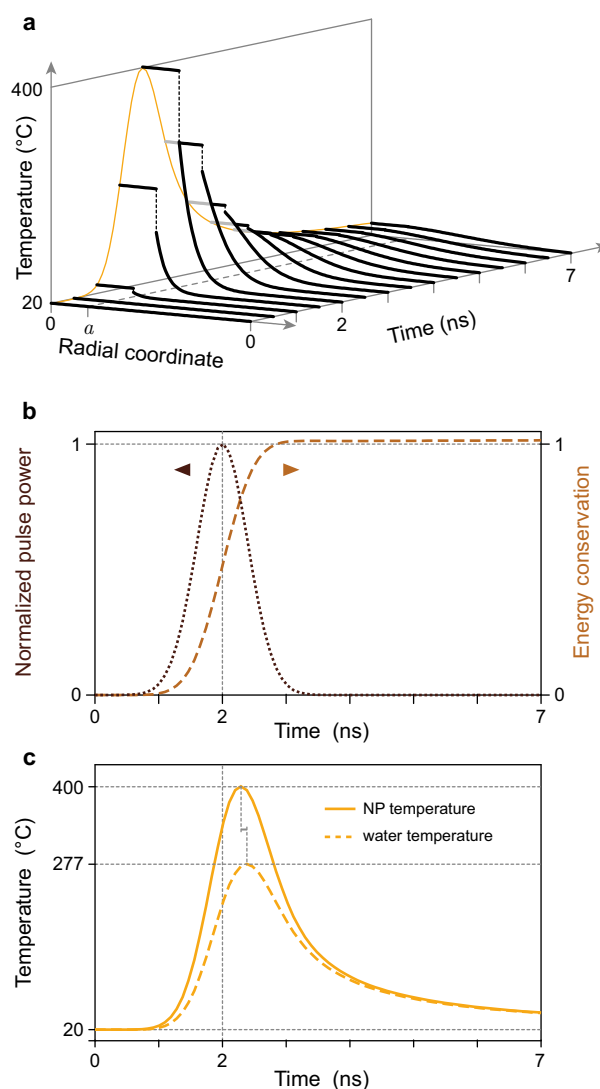 a
400
Temperature (°C)
20
0
a
Radial coordinate
0
2
Time (ns)
7
b
1
1
Normalized pulse power
Energy conservation
0
0
0
2
7
Time (ns)
c
400
NP temperature
water temperature
277
Temperature (°C)
20
0
2
7
Time (ns)